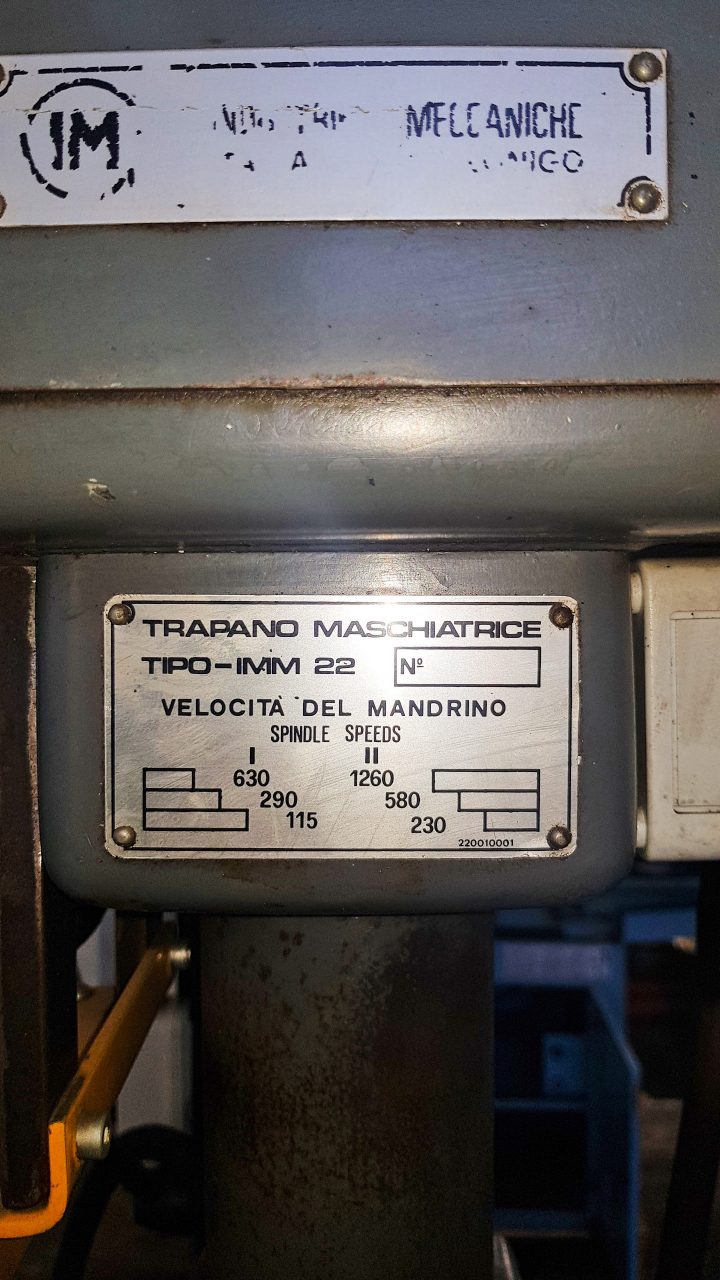 IM
MECCANICHE
TRAPANO MASCHIATRICE
TIPO-IMM 22 Nº
VELOCITÀ DEL MANDRINO
SPINDLE SPEEDS
I II
630 1260
290 580
115 230
220010001